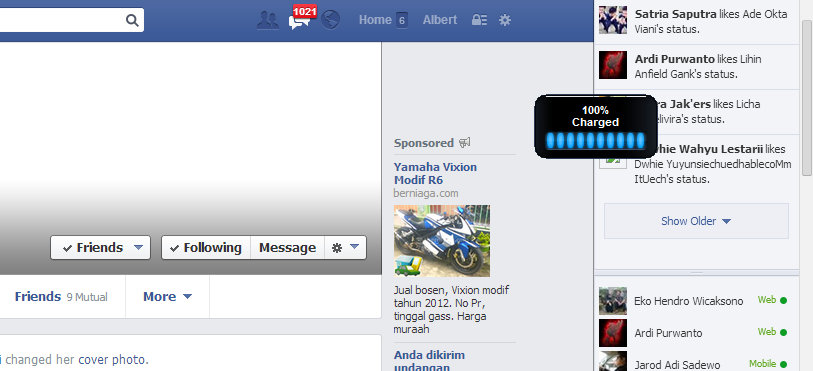 1021
Home 6 Albert
Satria Saputra likes Ade Okta
Viani's status.
Ardi Purwanto likes Lihin
Anfield Gank's status.
ra Jak'ers likes Licha
elivira's status.
100%
Charged
hie Wahyu Lestarii likes
Dwhie YuyunsiechuedhablecoMm
ItUech's status.
Show Older
Sponsored
Yamaha Vixion
Modif R6
berniaga.com
Jual bosen, Vixion modif
tahun 2012. No Pr,
tinggal gass. Harga
muraah
Anda dikirim
undangan
Friends
Following
Message
Friends 9 Mutual
More
i changed her cover photo.
Eko Hendro Wicaksono Web
Ardi Purwanto Web
Jarod Adi Sadewo Mobile